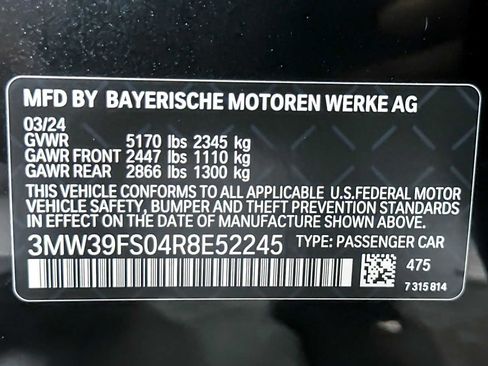 MFD BY BAYERISCHE MOTOREN WERKE AG
03/24
GVWR 5170 lbs 2345 kg
GAWR FRONT 2447 lbs 1110 kg
GAWR REAR 2866 lbs 1300 kg
THIS VEHICLE CONFORMS TO ALL APPLICABLE U.S.FEDERAL MOTOR
VEHICLE SAFETY, BUMPER AND THEFT PREVENTION STANDARDS
IN EFFECT ON THE DATE OF MANUFACTURE SHOWN ABOVE.
3MW39FS04R8E52245 TYPE: PASSENGER CAR
475
7 315 814